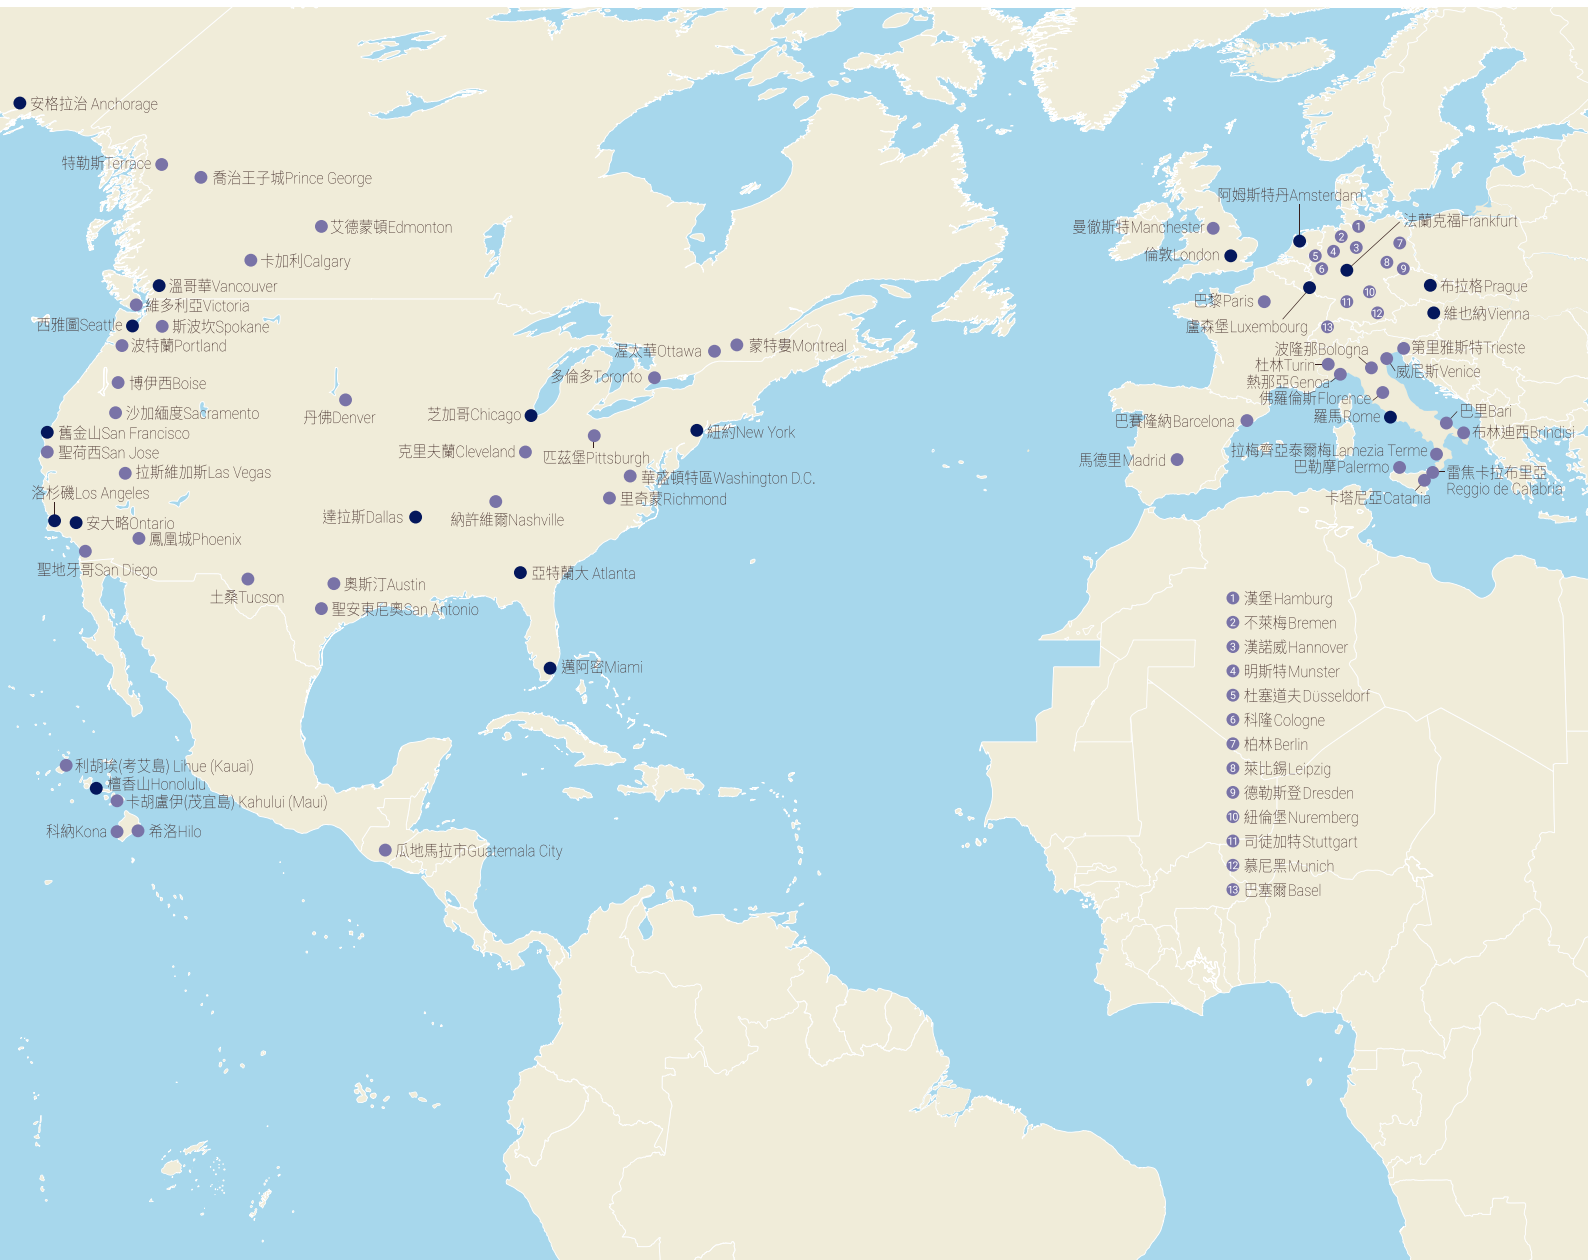 安格拉治 Anchorage
特勒斯Terrace
喬治王子城Prince George
艾德蒙頓Edmonton
卡加利Calgary
溫哥華Vancouver
維多利亞Victoria
西雅圖Seattle
斯波坎Spokane
波特蘭Portland
博伊西Boise
沙加緬度Sacramento
舊金山San Francisco
聖荷西San Jose
拉斯維加斯Las Vegas
洛杉磯Los Angeles
安大略Ontario
鳳凰城Phoenix
聖地牙哥San Diego
土桑Tucson
奧斯汀Austin
聖安東尼奧San Antonio
丹佛Denver
達拉斯Dallas
芝加哥Chicago
克里夫蘭Cleveland
納許維爾Nashville
匹茲堡Pittsburgh
渥太華Ottawa
蒙特婁Montreal
多倫多Toronto
紐約New York
華盛頓特區Washington D.C.
里奇蒙Richmond
亞特蘭大 Atlanta
邁阿密Miami
利胡埃(考艾島) Lihue (Kauai)
檀香山Honolulu
卡胡盧伊(茂宜島) Kahului (Maui)
科納Kona
希洛Hilo
瓜地馬拉市Guatemala City
阿姆斯特丹Amsterdam
曼徹斯特Manchester
倫敦London
法蘭克福Frankfurt
1
2
3
4
5
6
7
8
9
10
11
12
13
巴黎Paris
盧森堡Luxembourg
布拉格Prague
維也納Vienna
波隆那Bologna
第里雅斯特Trieste
杜林Turin
威尼斯Venice
熱那亞Genoa
佛羅倫斯Florence
羅馬Rome
巴里Bari
布林迪西Brindisi
巴賽隆納Barcelona
馬德里Madrid
拉梅齊亞泰爾梅Lamezia Terme
巴勒摩Palermo
雷焦卡拉布里亞
Reggio de Calabria
卡塔尼亞Catania
1 漢堡Hamburg
2 不萊梅Bremen
3 漢諾威Hannover
4 明斯特Munster
5 杜塞道夫Düsseldorf
6 科隆Cologne
7 柏林Berlin
8 萊比錫Leipzig
9 德勒斯登Dresden
10 紐倫堡Nuremberg
11 司徒加特Stuttgart
12 慕尼黑Munich
13 巴塞爾Basel